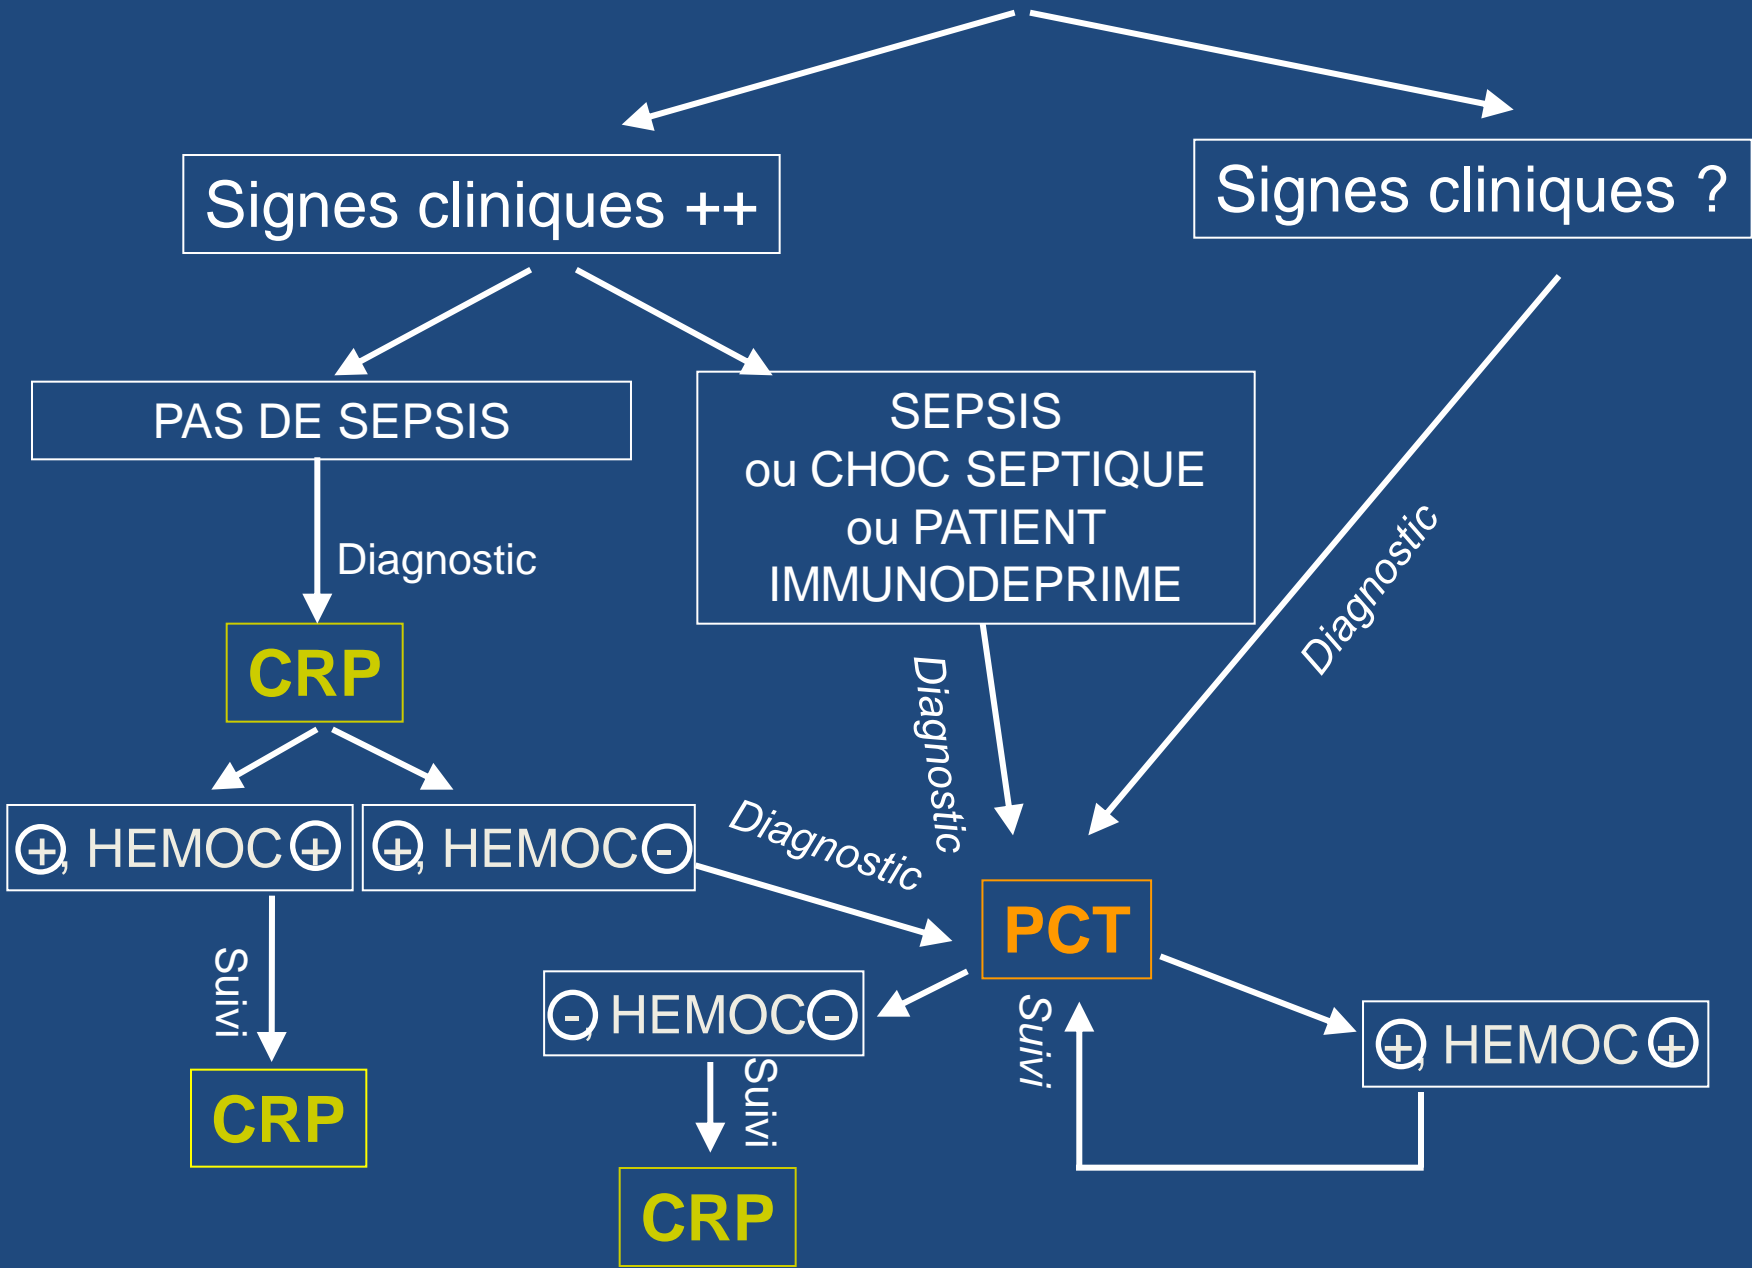 Signes cliniques ++
Signes cliniques ?
PAS DE SEPSIS
SEPSIS
ou CHOC SEPTIQUE
ou PATIENT
IMMUNODEPRIME
Diagnostic
Diagnostic
Diagnostic
CRP
+, HEMOC +
+, HEMOC -
Diagnostic
PCT
Suivi
-, HEMOC -
Suivi
+, HEMOC +
Suivi
CRP
CRP